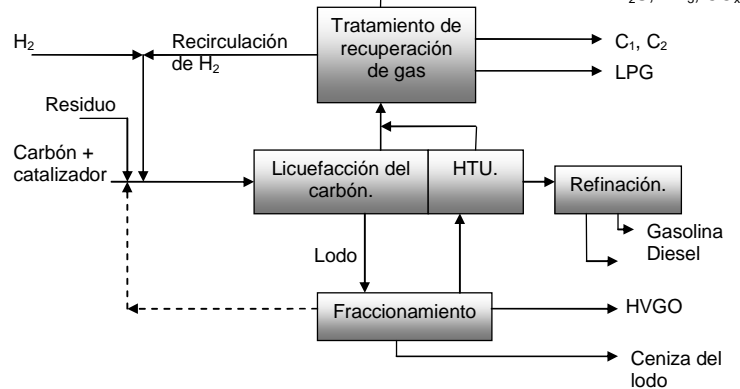 Tratamiento de
recuperación
de gas
H₂
Recirculación
de H₂
C₁, C₂
LPG
Residuo
Carbón +
catalizador
Licuefacción del
carbón.
HTU.
Refinación.
Gasolina
Diesel
Lodo
Fraccionamiento
HVGO
Ceniza del
lodo